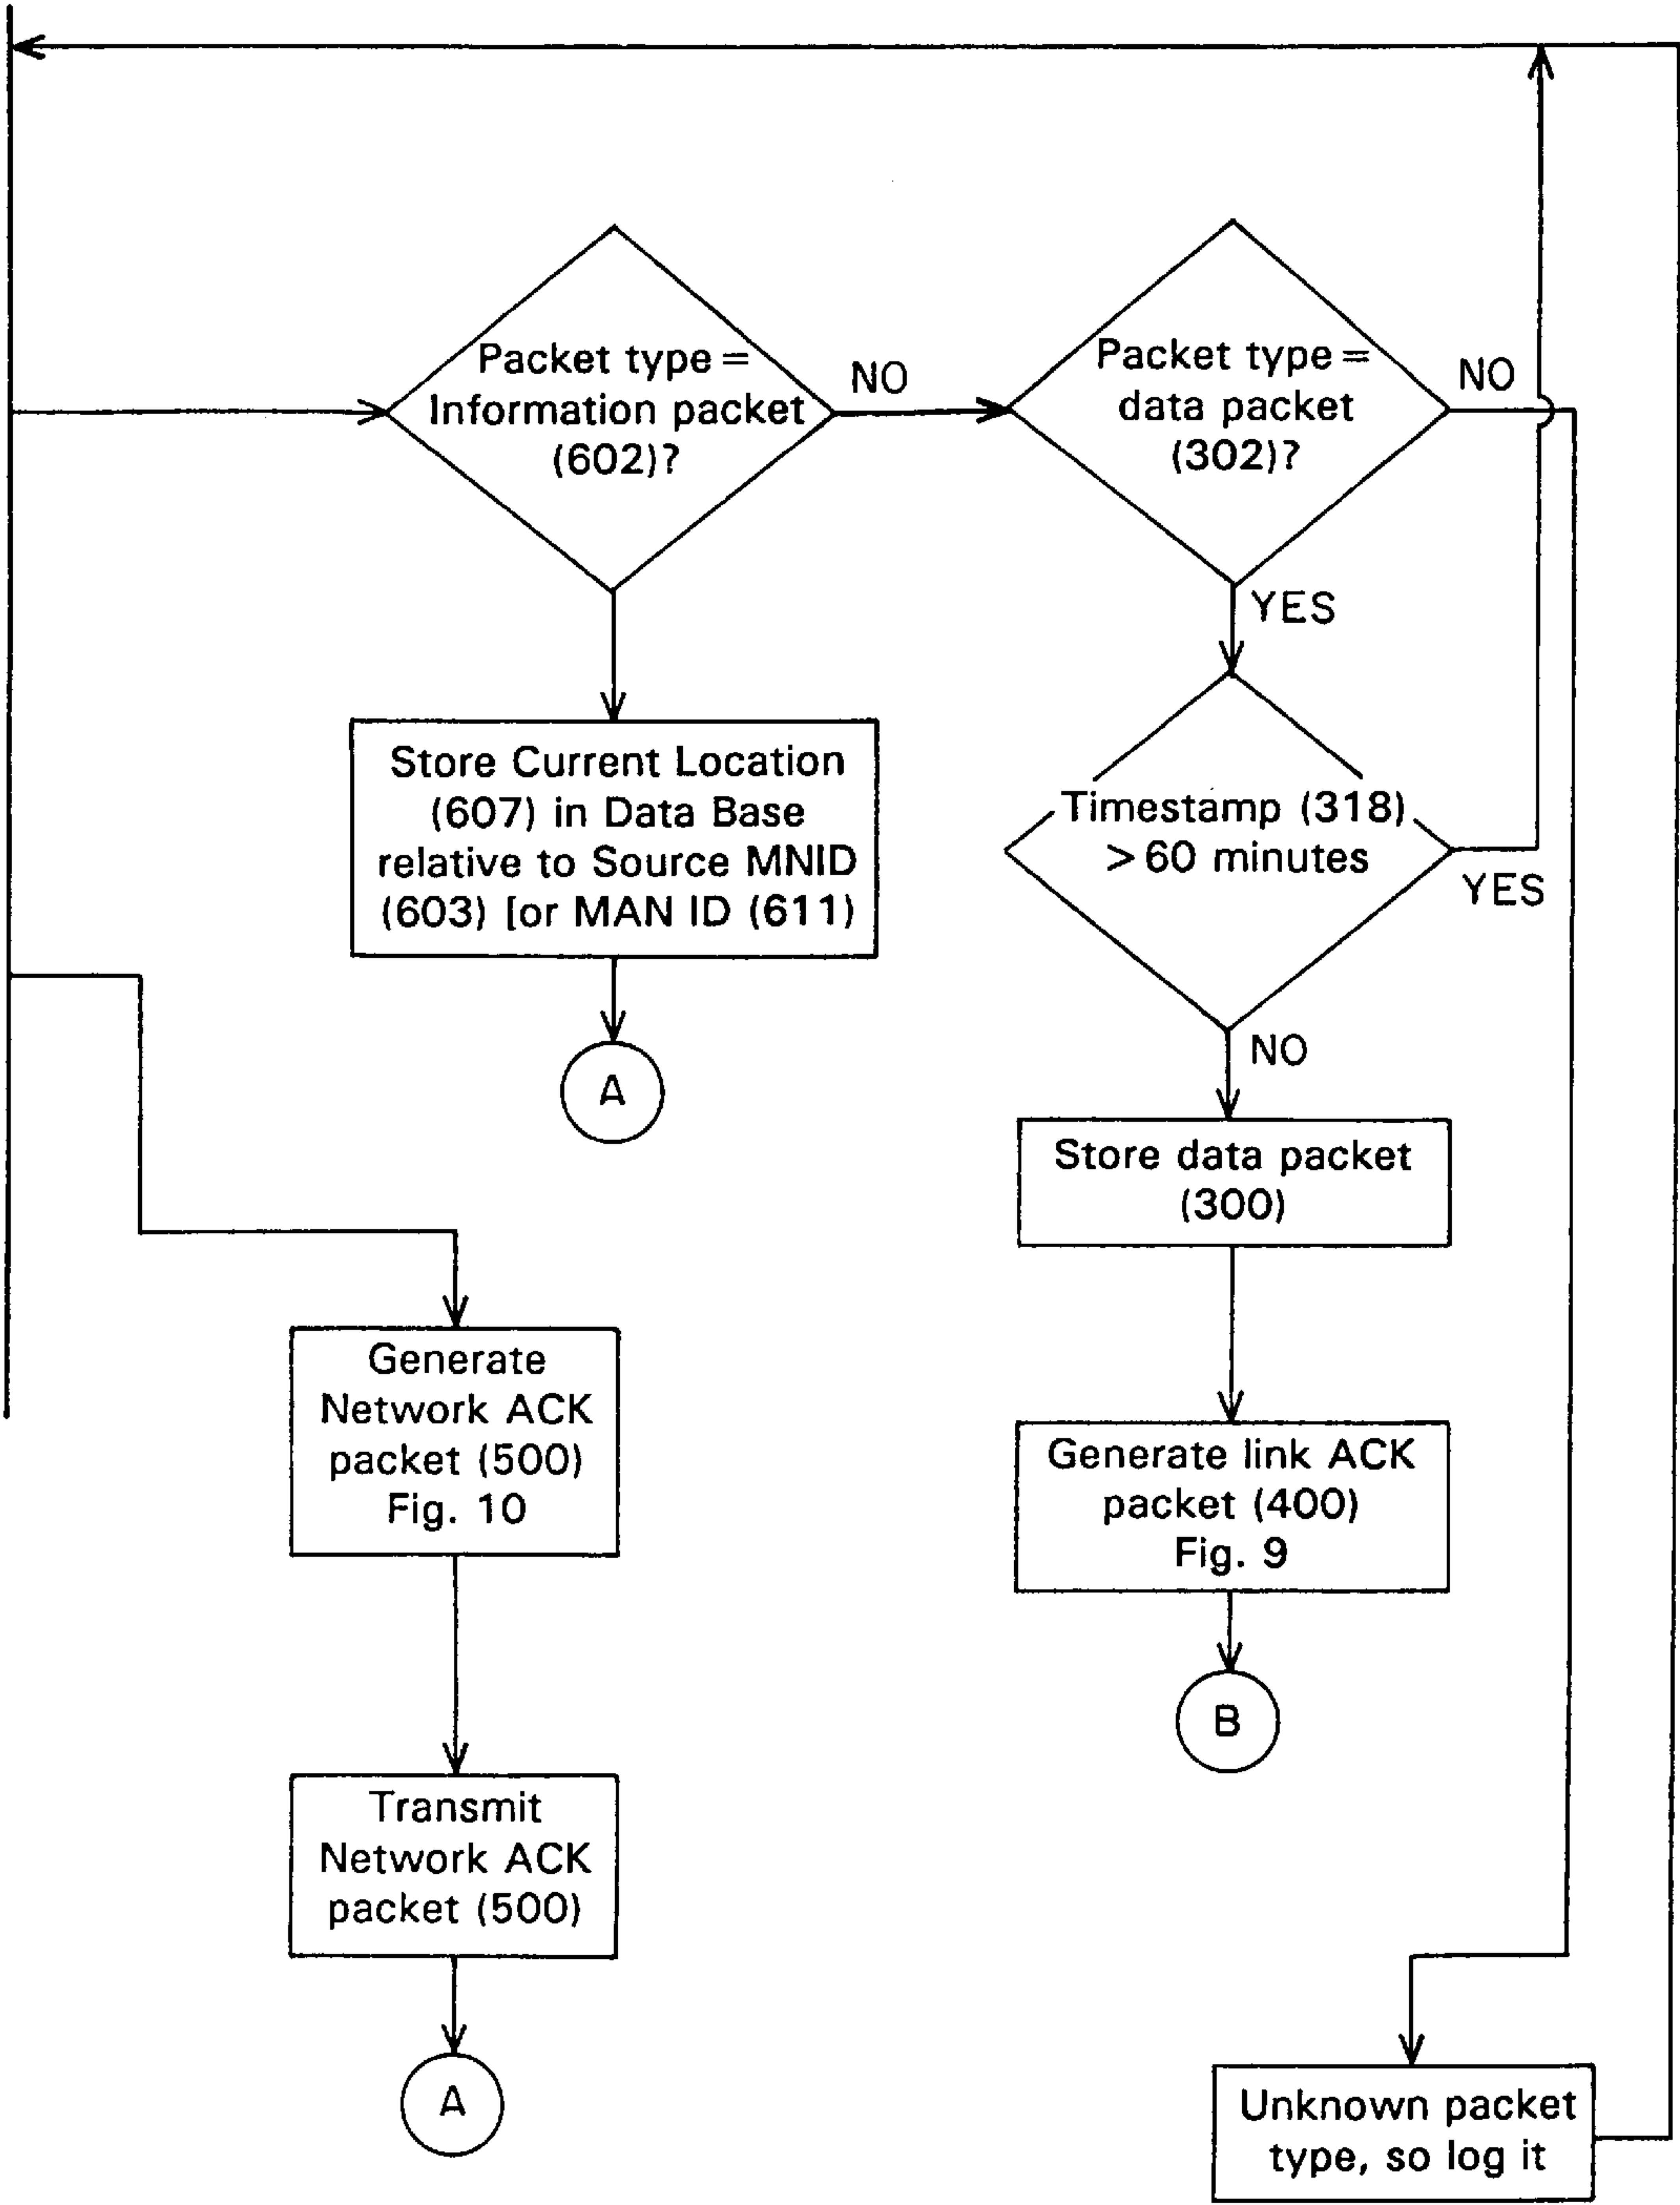 Packet type =
Information packet
(602)?
NO
Packet type =
data packet
(302)?
NO
YES
Store Current Location
(607) in Data Base
relative to Source MNID
(603) [or MAN ID (611)
A
Timestamp (318)
> 60 minutes
YES
NO
Store data packet
(300)
Generate
Network ACK
packet (500)
Fig. 10
Generate link ACK
packet (400)
Fig. 9
B
Transmit
Network ACK
packet (500)
A
Unknown packet
type, so log it